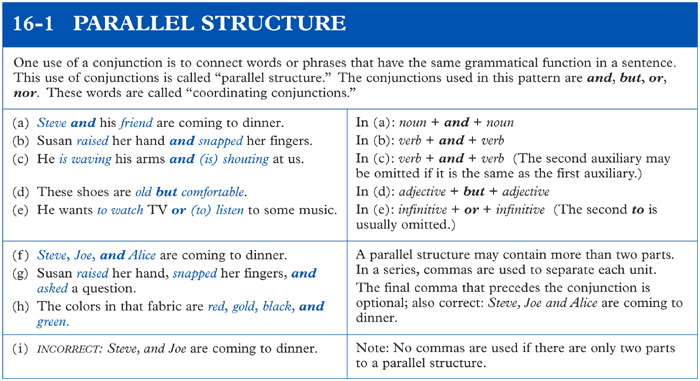 16-1 PARALLEL STRUCTURE
One use of a conjunction is to connect words or phrases that have the same grammatical function in a sentence.
This use of conjunctions is called “parallel structure.” The conjunctions used in this pattern are and, but, or,
nor. These words are called “coordinating conjunctions.”
(a) Steve and his friend are coming to dinner.
(b) Susan raised her hand and snapped her fingers.
(c) He is waving his arms and (is) shouting at us.
(d) These shoes are old but comfortable.
(e) He wants to watch TV or (to) listen to some music.
In (a): noun + and + noun
In (b): verb + and + verb
In (c): verb + and + verb (The second auxiliary may
be omitted if it is the same as the first auxiliary.)
In (d): adjective + but + adjective
In (e): infinitive + or + infinitive (The second to is
usually omitted.)
(f) Steve, Joe, and Alice are coming to dinner.
(g) Susan raised her hand, snapped her fingers, and
asked a question.
(h) The colors in that fabric are red, gold, black, and
green.
A parallel structure may contain more than two parts.
In a series, commas are used to separate each unit.
The final comma that precedes the conjunction is
optional; also correct: Steve, Joe and Alice are coming to
dinner.
(i) INCORRECT: Steve, and Joe are coming to dinner.
Note: No commas are used if there are only two parts
to a parallel structure.